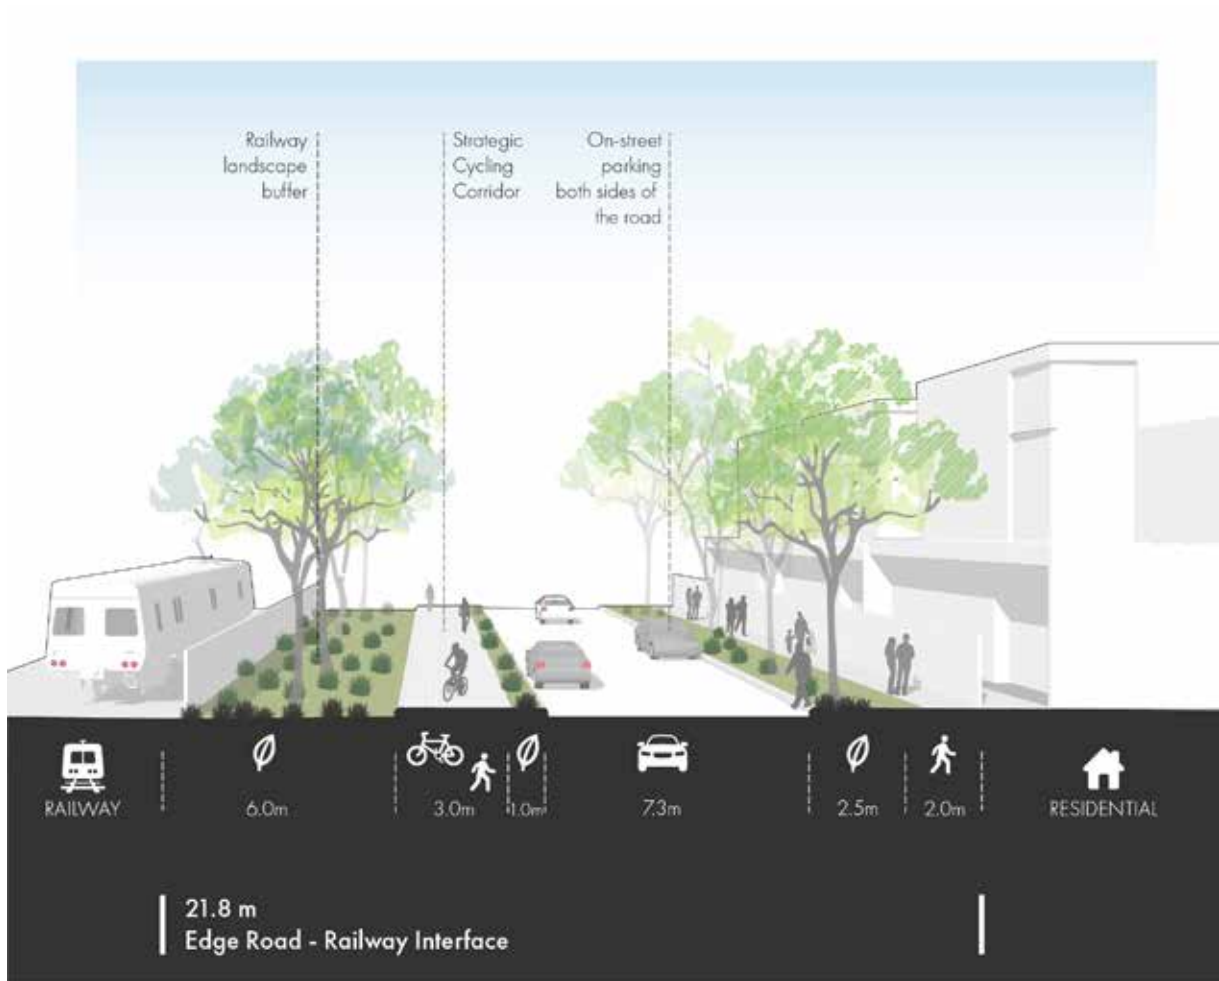 Railway
landscape
buffer
Strategic
Cycling
Corridor
On-street
parking
both sides of
the road
RAILWAY
6.0m
3.0m
1.0m
7.3m
2.5m
2.0m
RESIDENTIAL
21.8 m
Edge Road - Railway Interface